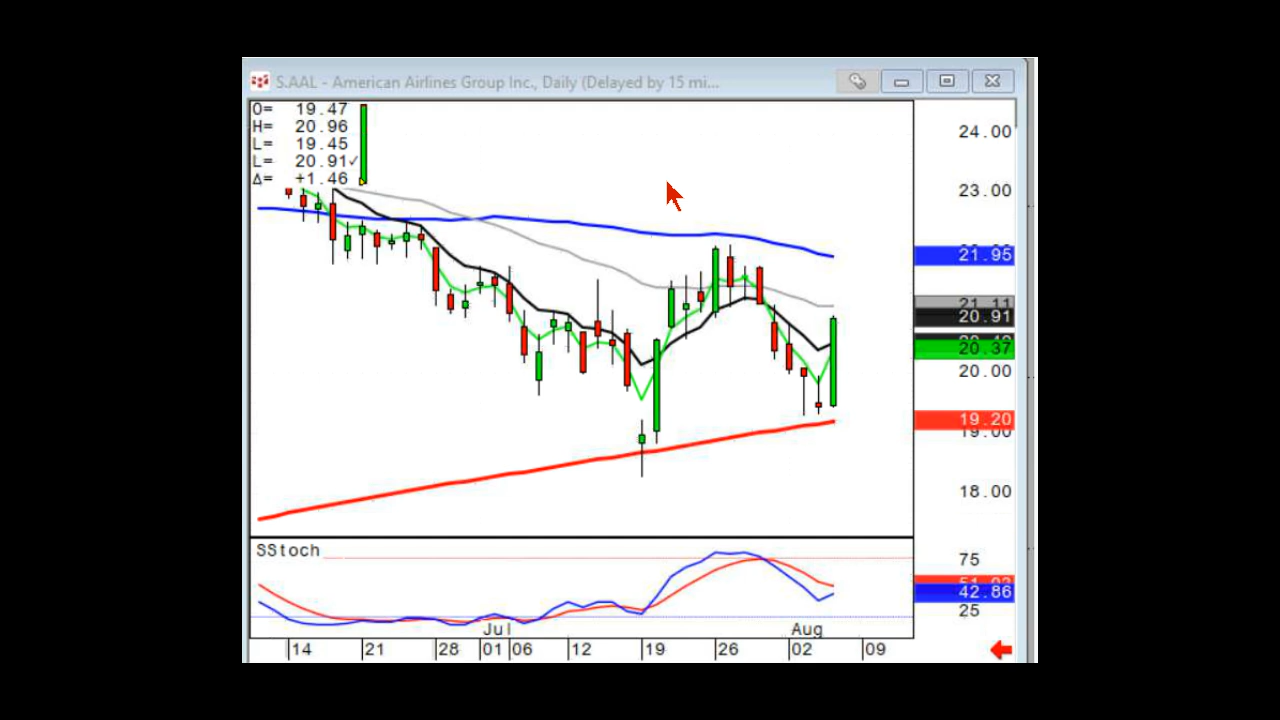 S.AAL - American Airlines Group Inc., Daily (Delayed by 15 mi...
O= 19.47
H= 20.96
L= 19.45
L= 20.91✓
Δ= +1.46
24.00
23.00
21.95
21.11
20.91
20.37
20.00
19.20
19.00
18.00
SStoch
75
42.86
25
Jul Aug
14 21 28 01 06 12 19 26 02 09